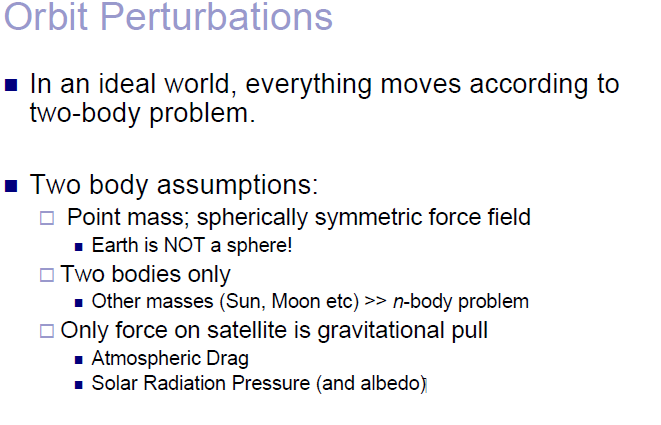 Orbit Perturbations
In an ideal world, everything moves according to
two-body problem.
Two body assumptions:
Point mass; spherically symmetric force field
Earth is NOT a sphere!
Two bodies only
Other masses (Sun, Moon etc) >> n-body problem
Only force on satellite is gravitational pull
Atmospheric Drag
Solar Radiation Pressure (and albedo)